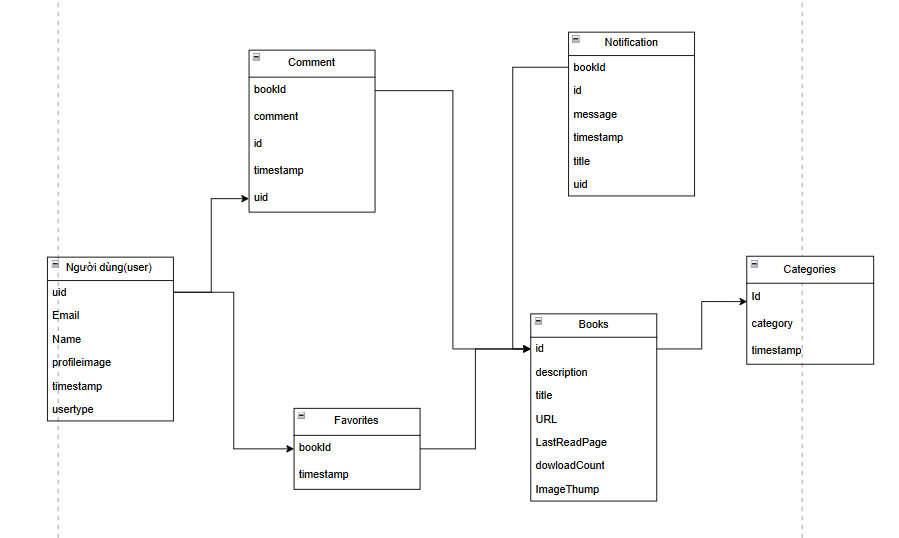 Comment
bookId
comment
id
timestamp
uid
Notification
bookId
id
message
timestamp
title
uid
Người dùng(user)
uid
Email
Name
profileimage
timestamp
usertype
Favorites
bookId
timestamp
Books
id
description
title
URL
LastReadPage
dowloadCount
ImageThump
Categories
Id
category
timestamp